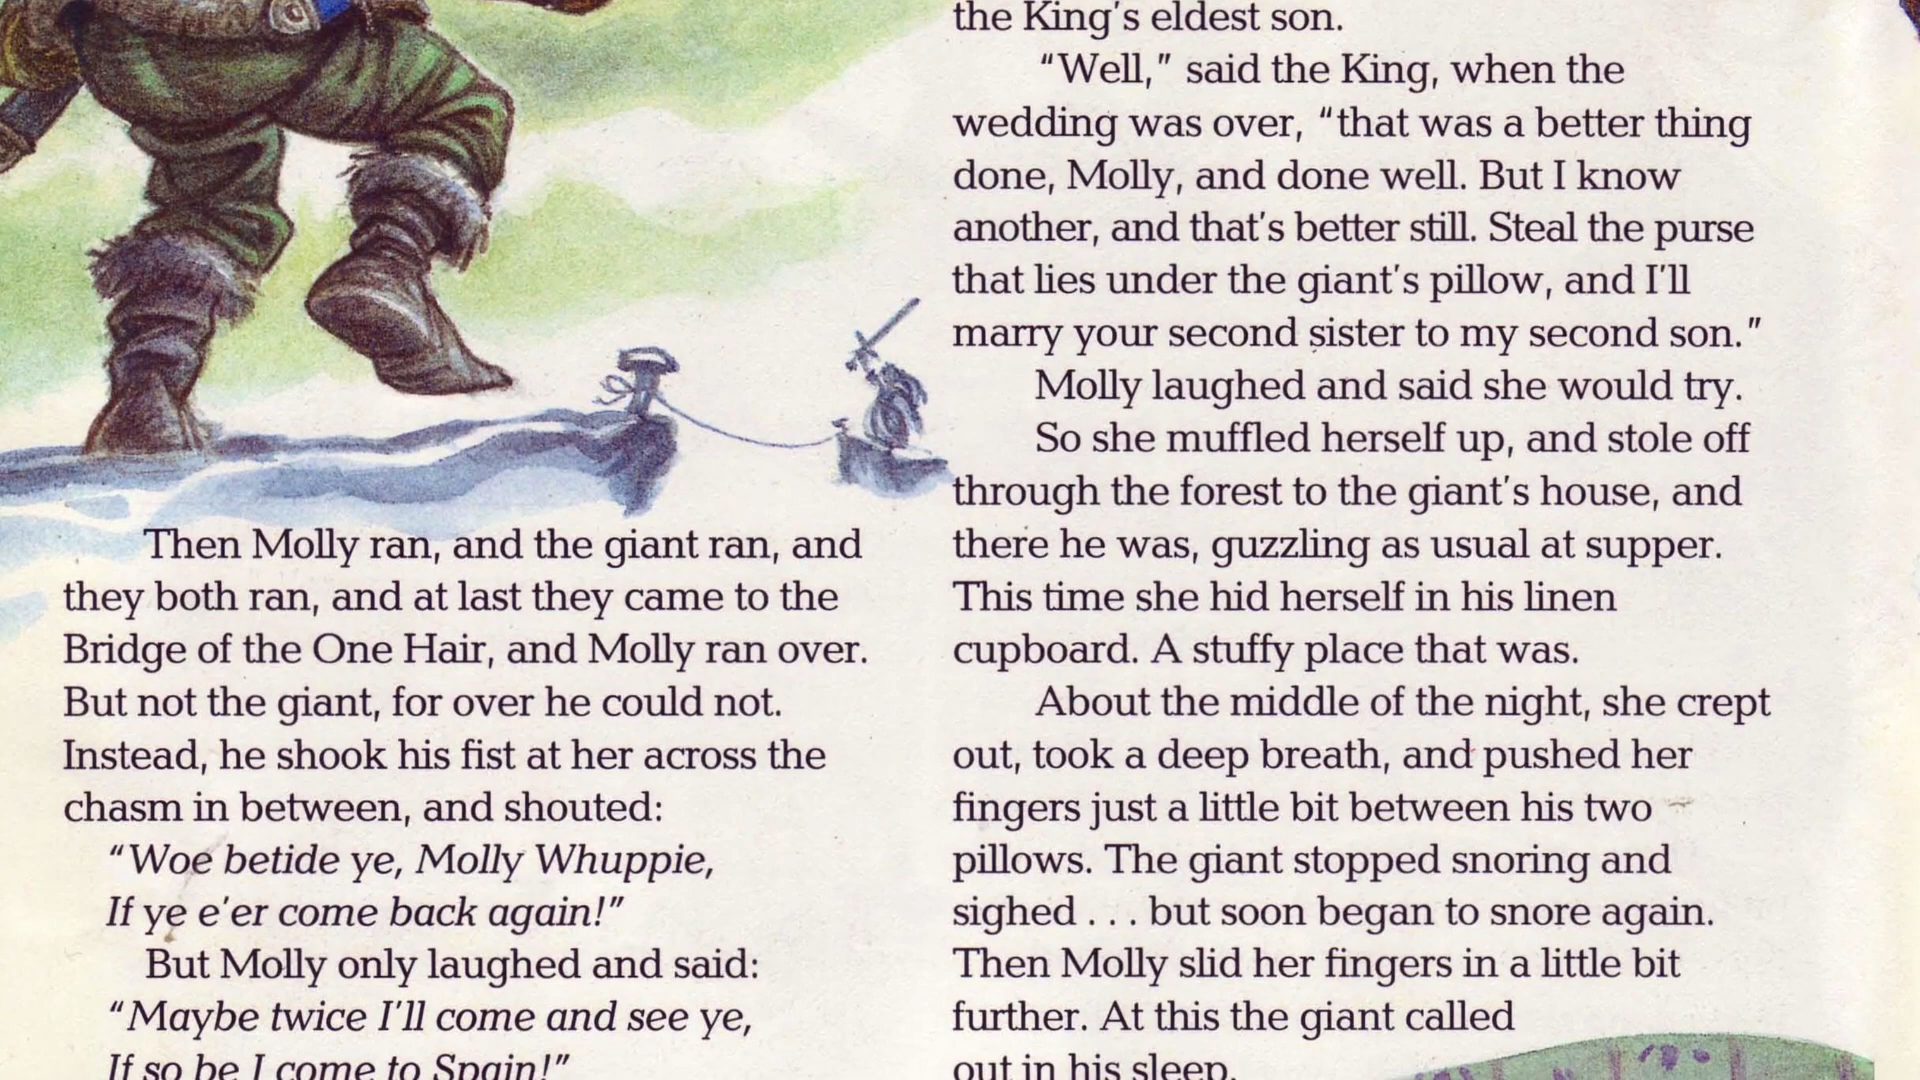 Then Molly ran, and the giant ran, and
they both ran, and at last they came to the
Bridge of the One Hair, and Molly ran over.
But not the giant, for over he could not.
Instead, he shook his fist at her across the
chasm in between, and shouted:
“Woe betide ye, Molly Whuppie,
If ye e'er come back again!”
But Molly only laughed and said:
“Maybe twice I'll come and see ye,
If so be I come to Spain!”
the King's eldest son.
“Well,” said the King, when the
wedding was over, “that was a better thing
done, Molly, and done well. But I know
another, and that's better still. Steal the purse
that lies under the giant's pillow, and I'll
marry your second sister to my second son.”
Molly laughed and said she would try.
So she muffled herself up, and stole off
through the forest to the giant's house, and
there he was, guzzling as usual at supper.
This time she hid herself in his linen
cupboard. A stuffy place that was.
About the middle of the night, she crept
out, took a deep breath, and pushed her
fingers just a little bit between his two
pillows. The giant stopped snoring and
sighed . . . but soon began to snore again.
Then Molly slid her fingers in a little bit
further. At this the giant called
out in his sleep,